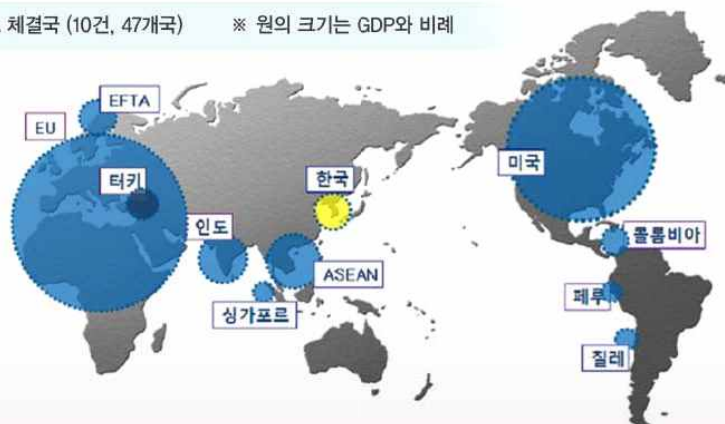 체결국 (10건, 47개국) ※ 원의 크기는 GDP와 비례
EFTA
EU
터키
한국
미국
인도
콜롬비아
ASEAN
싱가포르
페루
칠레